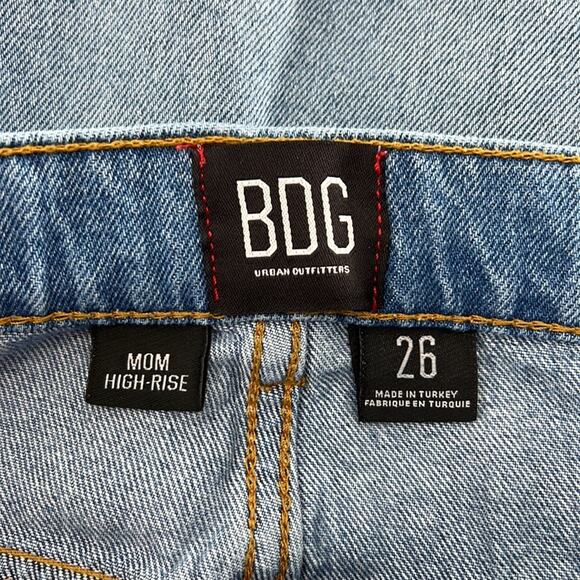 BDG
URBAN OUTFITTERS
MOM
HIGH-RISE
26
MADE IN TURKEY
FABRIQUE EN TURQUIE